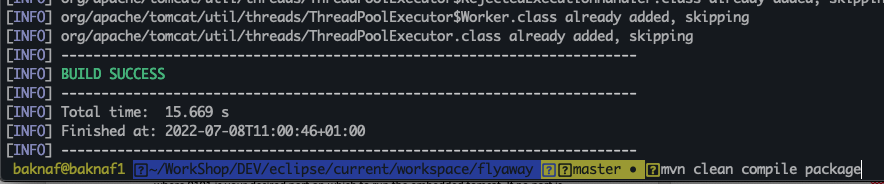 [INFO] org/apache/tomcat/util/threads/ThreadPoolExecutor$RejectedExecutionHandler.class already added, skipping
[INFO] org/apache/tomcat/util/threads/ThreadPoolExecutor$Worker.class already added, skipping
[INFO] org/apache/tomcat/util/threads/ThreadPoolExecutor.class already added, skipping
[INFO] ------------------------------------------------------------------------
[INFO] BUILD SUCCESS
[INFO] ------------------------------------------------------------------------
[INFO] Total time:  15.669 s
[INFO] Finished at: 2022-07-08T11:00:46+01:00
[INFO] ------------------------------------------------------------------------
baknaf@baknaf1 ~/WorkShop/DEV/eclipse/current/workspace/flyaway master • mvn clean compile package